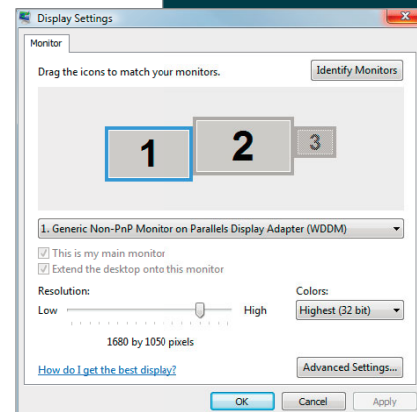 Display Settings
Monitor
Drag the icons to match your monitors.
Identify Monitors
1
2
3
1. Generic Non-PnP Monitor on Parallels Display Adapter (WDDM)
This is my main monitor
Extend the desktop onto this monitor
Resolution:
Colors:
Low
High
Highest (32 bit)
1680 by 1050 pixels
How do I get the best display?
Advanced Settings...
OK
Cancel
Apply